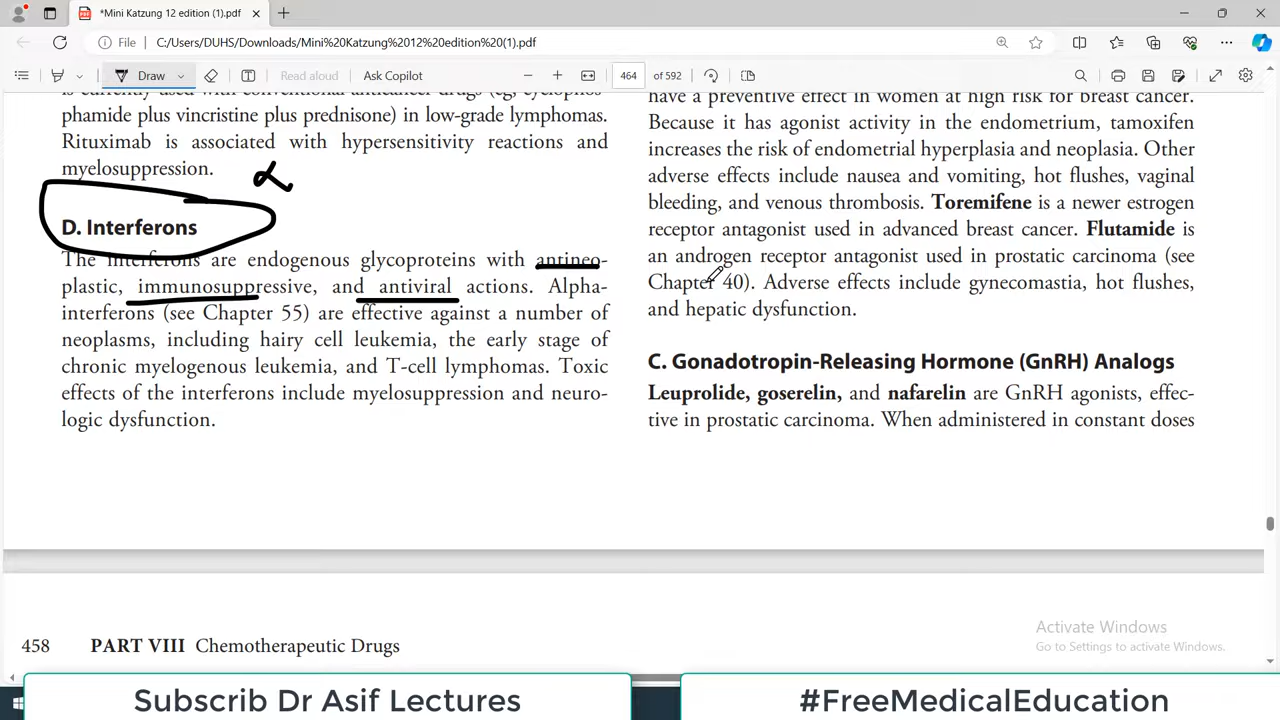 *Mini Katzung 12 edition (1).pdf
File
C:/Users/DUHS/Downloads/Mini%20Katzung%2012%20edition%20(1).pdf
Draw
Read aloud
Ask Copilot
464
of 592
is currently used with conventional anticancer drugs (eg, cyclophos-
phamide plus vincristine plus prednisone) in low-grade lymphomas.
Rituximab is associated with hypersensitivity reactions and
myelosuppression.
α
D. Interferons
The interferons are endogenous glycoproteins with antineo-
plastic, immunosuppressive, and antiviral actions. Alpha-
interferons (see Chapter 55) are effective against a number of
neoplasms, including hairy cell leukemia, the early stage of
chronic myelogenous leukemia, and T-cell lymphomas. Toxic
effects of the interferons include myelosuppression and neuro-
logic dysfunction.
have a preventive effect in women at high risk for breast cancer.
Because it has agonist activity in the endometrium, tamoxifen
increases the risk of endometrial hyperplasia and neoplasia. Other
adverse effects include nausea and vomiting, hot flushes, vaginal
bleeding, and venous thrombosis. Toremifene is a newer estrogen
receptor antagonist used in advanced breast cancer. Flutamide is
an androgen receptor antagonist used in prostatic carcinoma (see
Chapter 40). Adverse effects include gynecomastia, hot flushes,
and hepatic dysfunction.
C. Gonadotropin-Releasing Hormone (GnRH) Analogs
Leuprolide, goserelin, and nafarelin are GnRH agonists, effec-
tive in prostatic carcinoma. When administered in constant doses
458 PART VIII Chemotherapeutic Drugs
Activate Windows
Go to Settings to activate Windows.
Subscrib Dr Asif Lectures
#FreeMedicalEducation